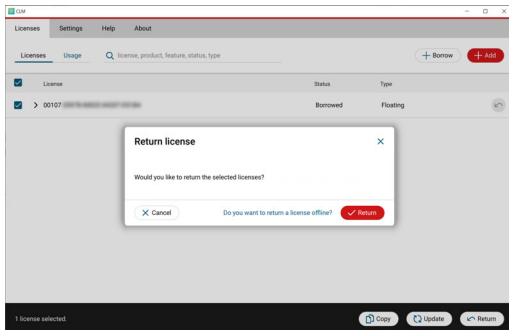 CLM
Licenses Settings Help About
Licenses Usage license, product, feature, status, type Borrow Add
License Status Type
00107 Borrowed Floating
Return license
Would you like to return the selected licenses?
Cancel Do you want to return a license offline? Return
1 license selected. Copy Update Return